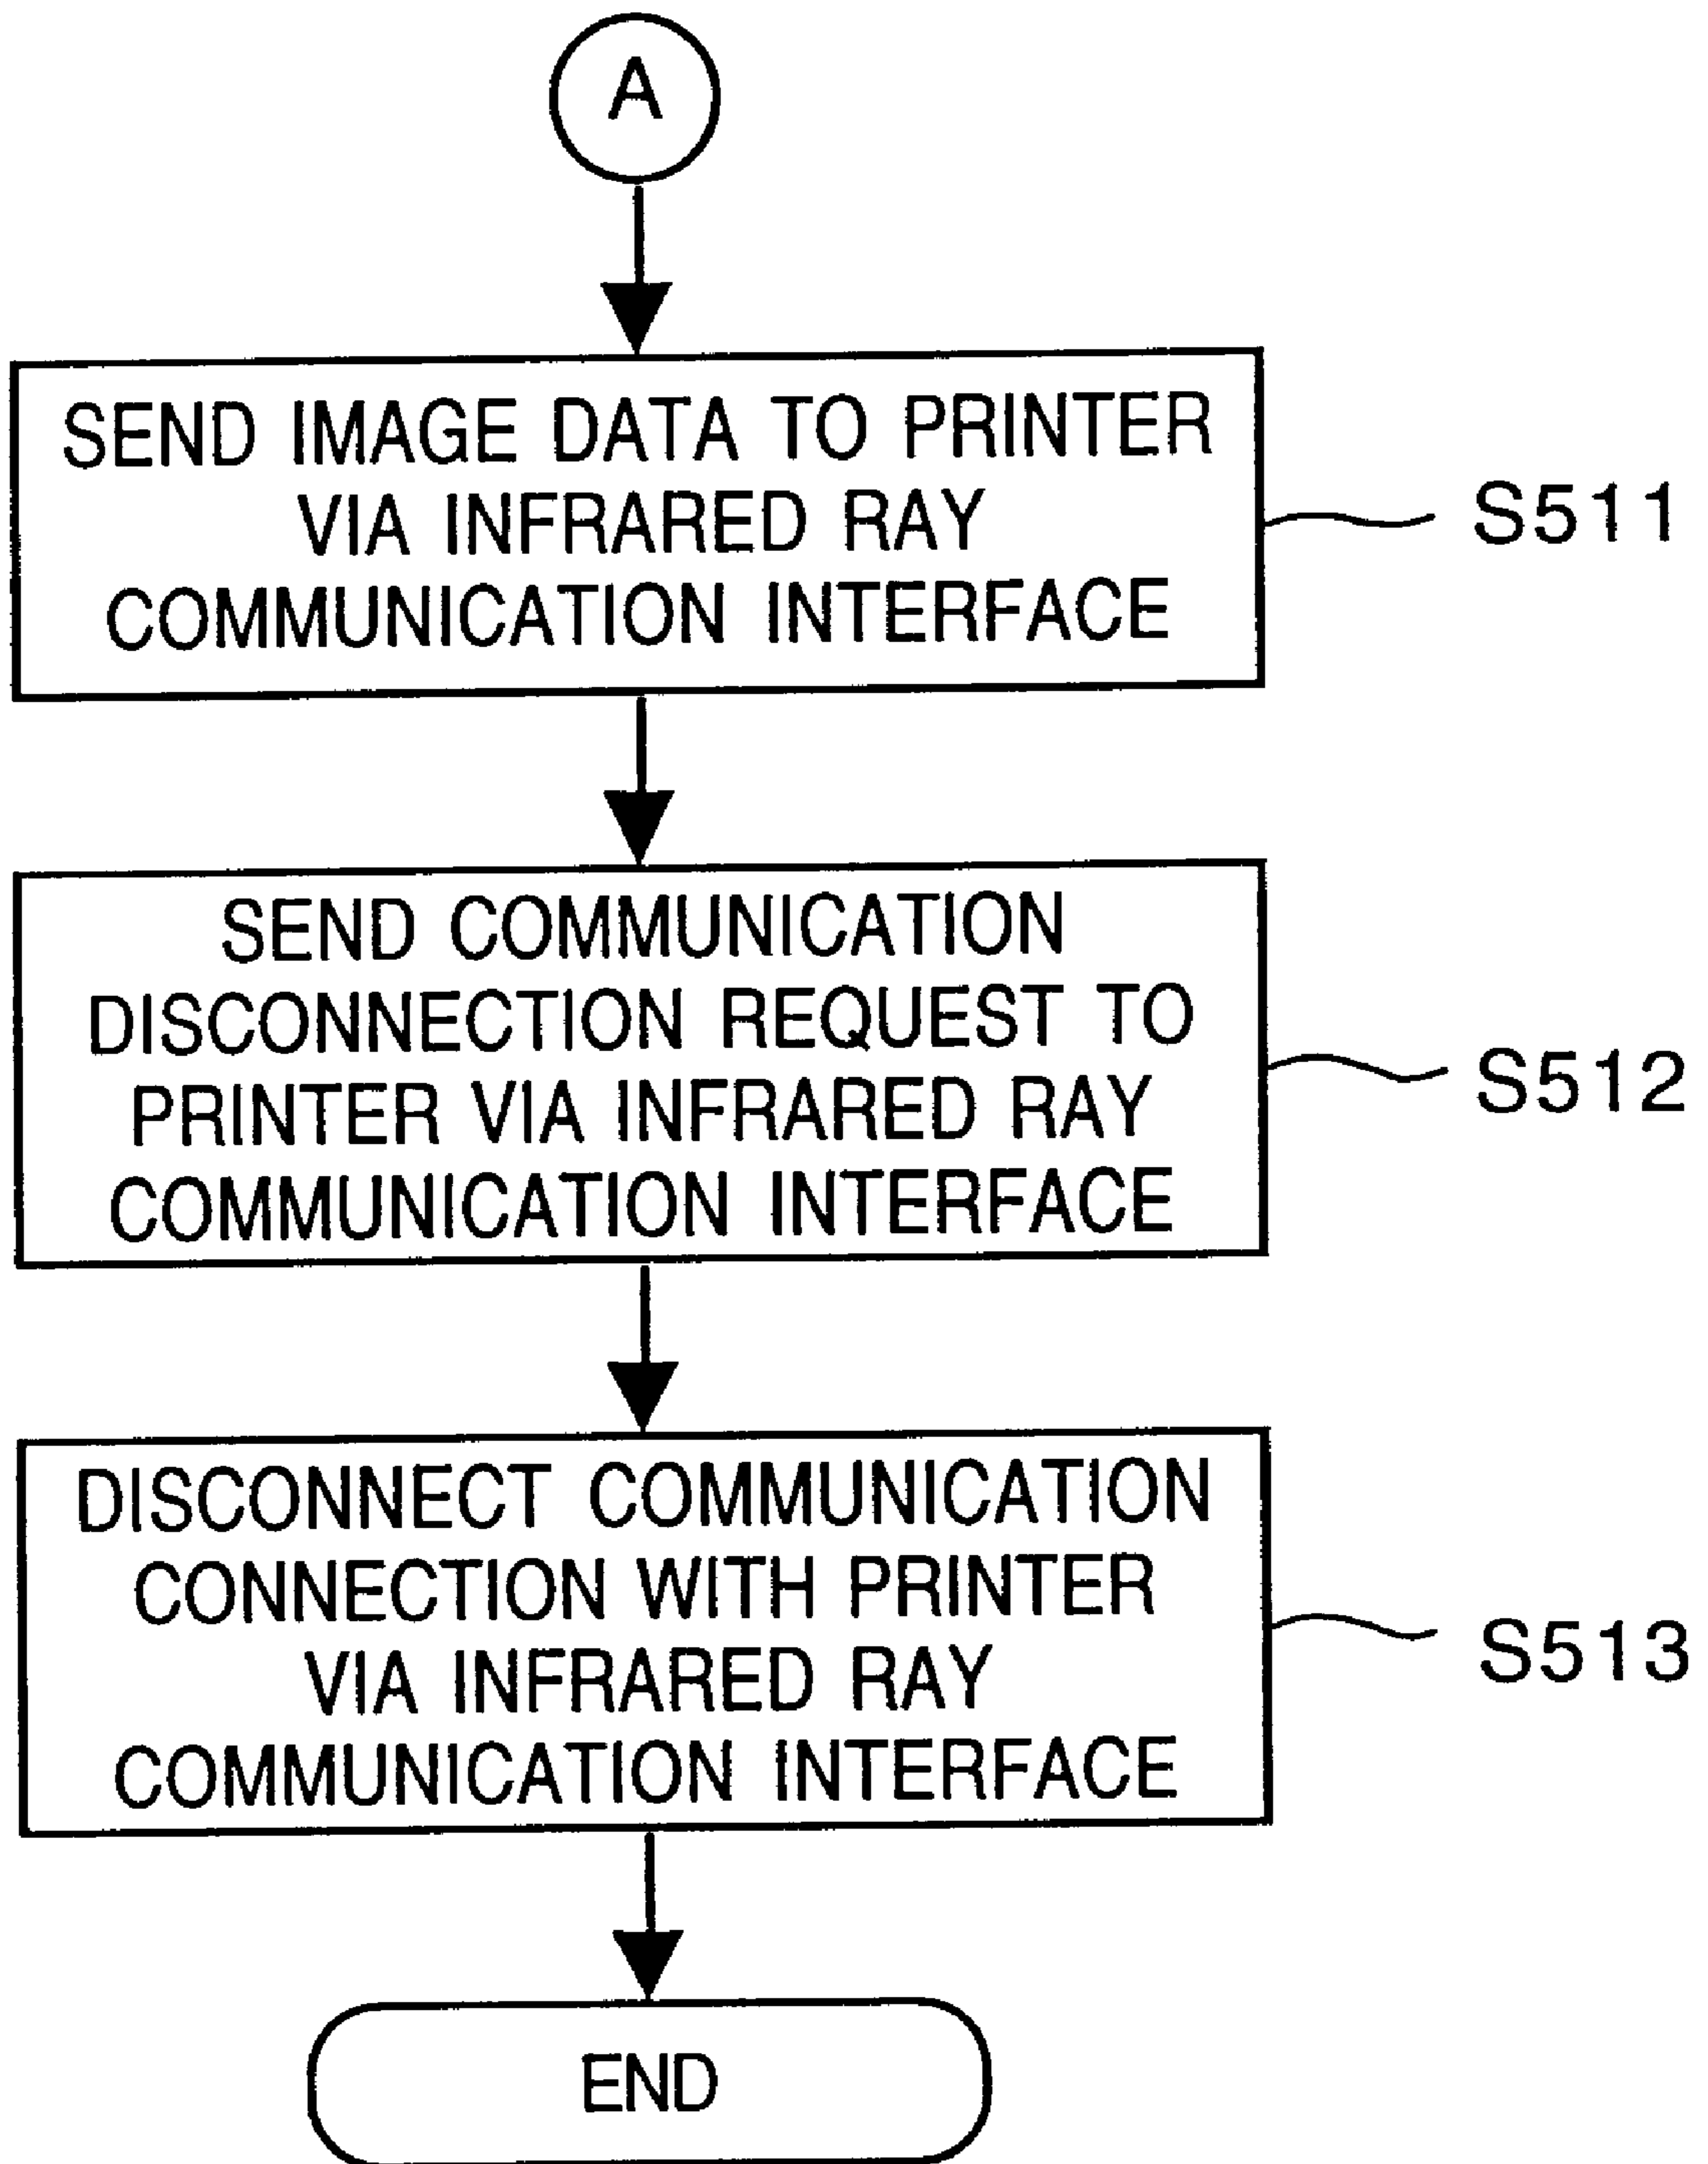 A
SEND IMAGE DATA TO PRINTER
VIA INFRARED RAY
COMMUNICATION INTERFACE
S511
SEND COMMUNICATION
DISCONNECTION REQUEST TO
PRINTER VIA INFRARED RAY
COMMUNICATION INTERFACE
S512
DISCONNECT COMMUNICATION
CONNECTION WITH PRINTER
VIA INFRARED RAY
COMMUNICATION INTERFACE
S513
END